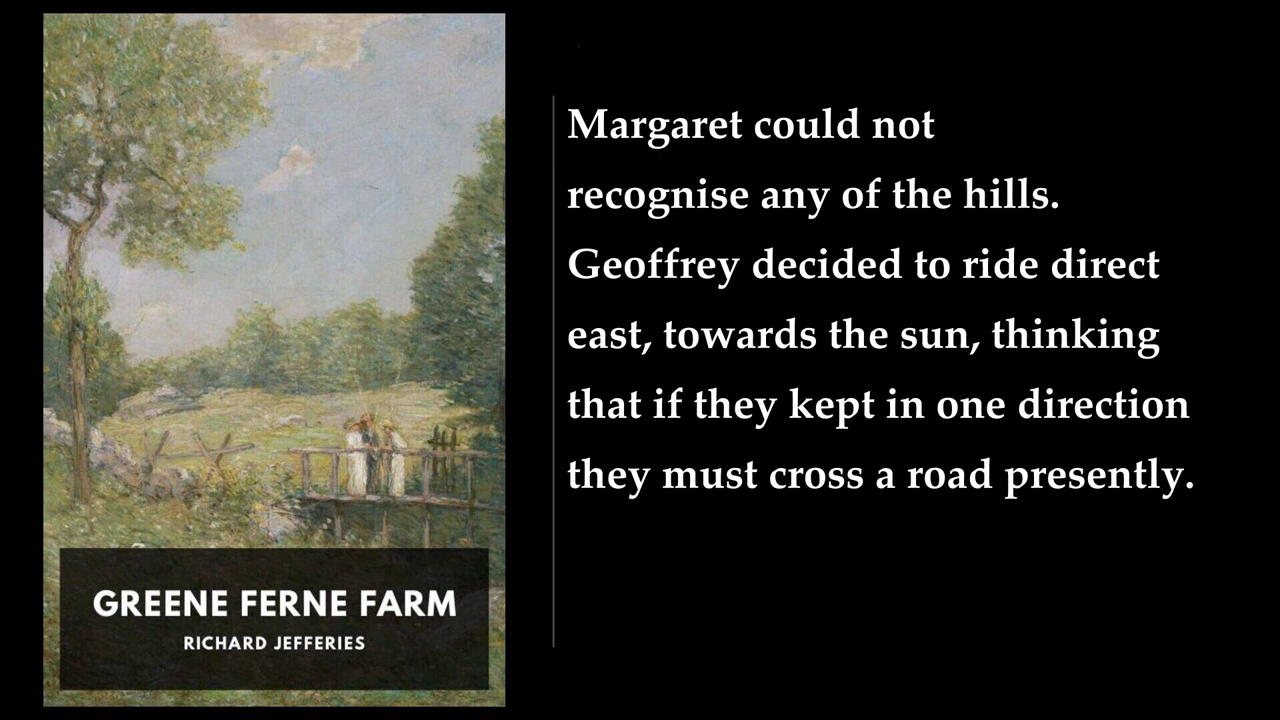 GREENE FERNE FARM
RICHARD JEFFERIES
Margaret could not
recognise any of the hills.
Geoffrey decided to ride direct
east, towards the sun, thinking
that if they kept in one direction
they must cross a road presently.